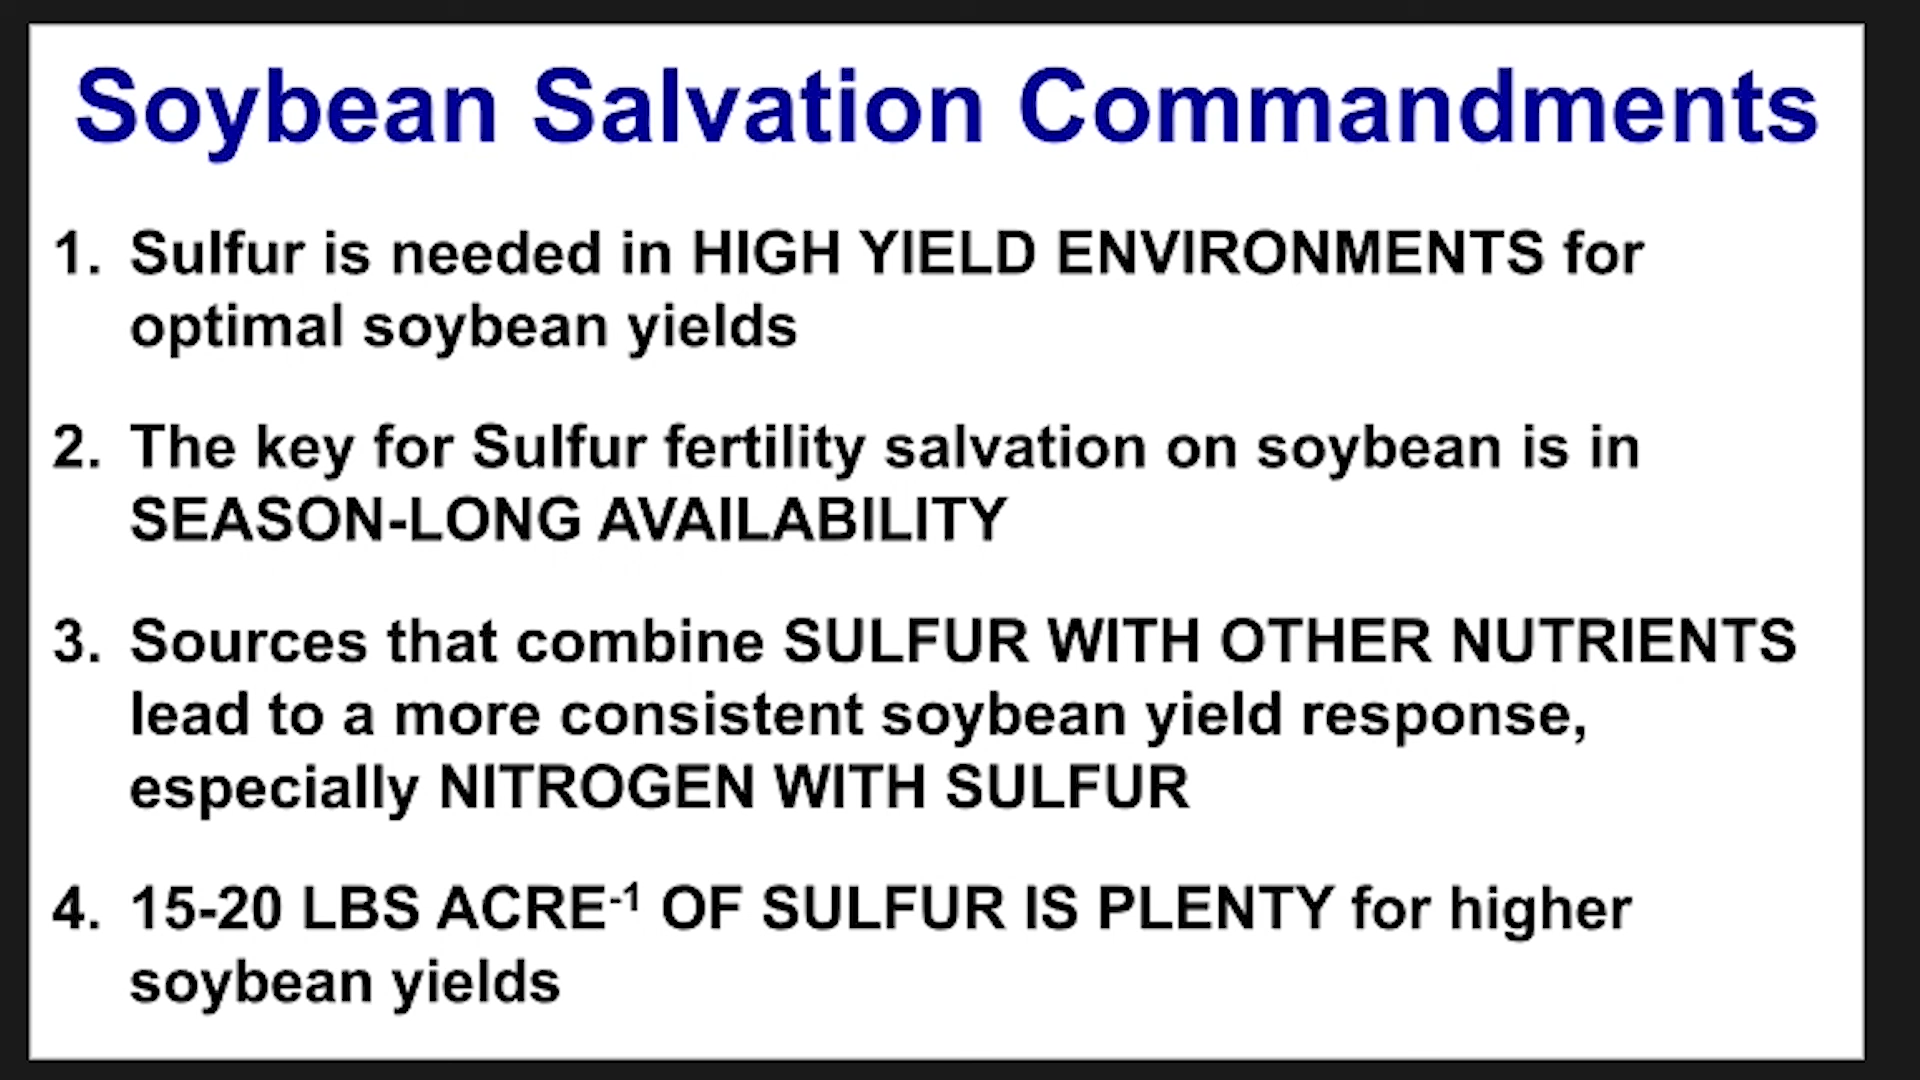 Soybean Salvation Commandments
1. Sulfur is needed in HIGH YIELD ENVIRONMENTS for
optimal soybean yields
2. The key for Sulfur fertility salvation on soybean is in
SEASON-LONG AVAILABILITY
3. Sources that combine SULFUR WITH OTHER NUTRIENTS
lead to a more consistent soybean yield response,
especially NITROGEN WITH SULFUR
4. 15-20 LBS ACRE⁻¹ OF SULFUR IS PLENTY for higher
soybean yields